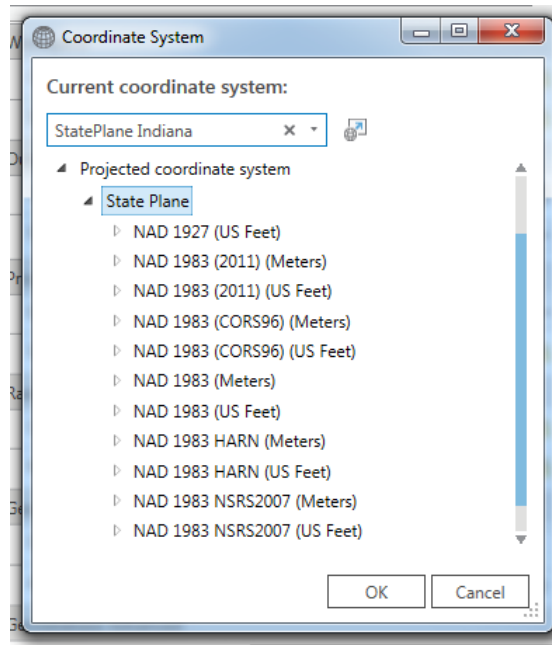 Coordinate System
Current coordinate system:
StatePlane Indiana
Projected coordinate system
State Plane
NAD 1927 (US Feet)
NAD 1983 (2011) (Meters)
NAD 1983 (2011) (US Feet)
NAD 1983 (CORS96) (Meters)
NAD 1983 (CORS96) (US Feet)
NAD 1983 (Meters)
NAD 1983 (US Feet)
NAD 1983 HARN (Meters)
NAD 1983 HARN (US Feet)
NAD 1983 NSRS2007 (Meters)
NAD 1983 NSRS2007 (US Feet)
OK Cancel